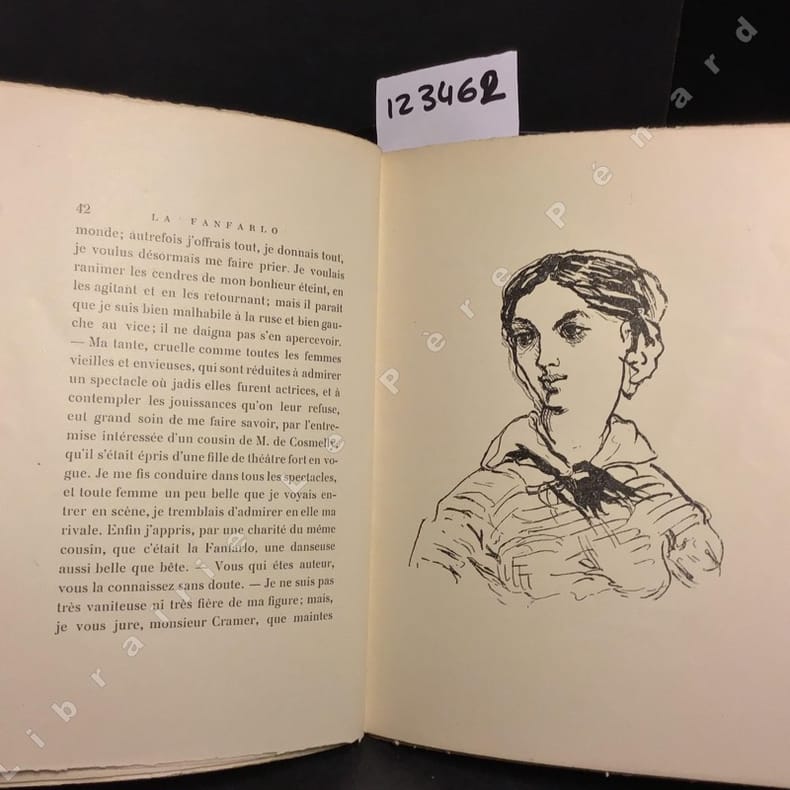 123462
42
LA FANFARLO
monde; autrefois j'offrais tout, je donnais tout,
je voulus désormais me faire prier. Je voulais
ranimer les cendres de mon bonheur éteint, en
les agitant et en les retournant; mais il paraît
que je suis bien malhabile à la ruse et bien gau-
che au vice; il ne daigna pas s'en apercevoir.
— Ma tante, cruelle comme toutes les femmes
vieilles et envieuses, qui sont réduites à admirer
un spectacle où jadis elles furent actrices, et à
contempler les jouissances qu'on leur refuse,
eut grand soin de me faire savoir, par l'entre-
mise intéressée d'un cousin de M. de Cosmelly,
qu'il s'était épris d'une fille de théâtre fort en vo-
gue. Je me fis conduire dans tous les spectacles,
et toute femme un peu belle que je voyais en-
trer en scène, je tremblais d'admirer en elle ma
rivale. Enfin j'appris, par une charité du même
cousin, que c'était la Fanfarlo, une danseuse
aussi belle que bête. — Vous qui êtes auteur,
vous la connaissez sans doute. — Je ne suis pas
très vaniteuse ni très fière de ma figure; mais,
je vous jure, monsieur Cramer, que maintes
Librairie Le Père Pénard